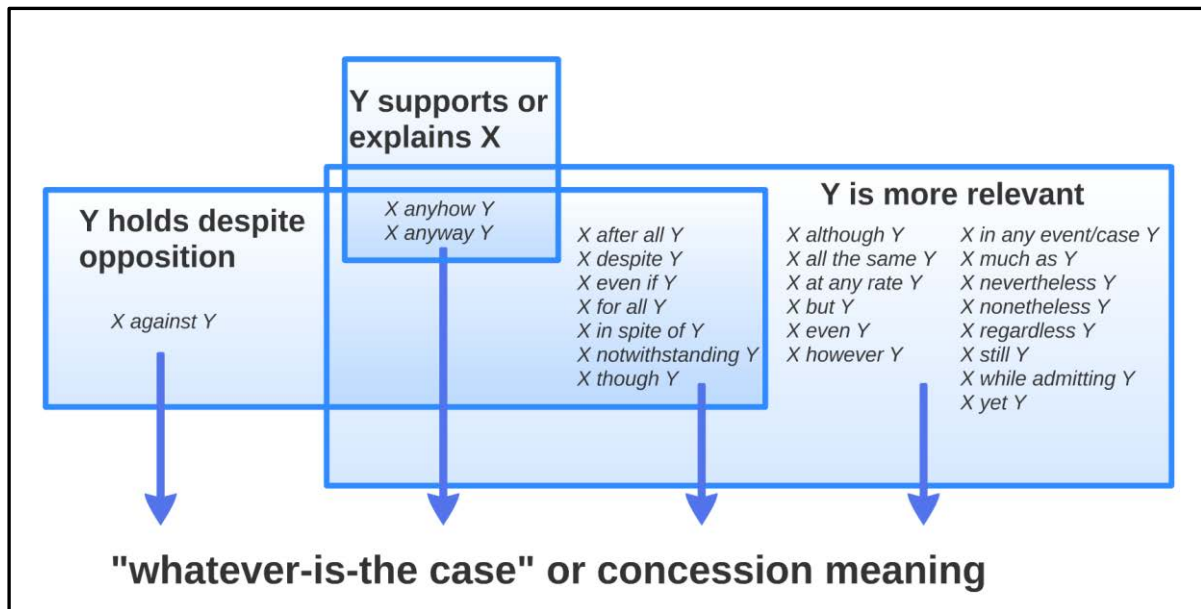 Y supports or
explains X
Y holds despite
opposition
X against Y
X anyhow Y
X anyway Y
X after all Y
X despite Y
X even if Y
X for all Y
X in spite of Y
X notwithstanding Y
X though Y
Y is more relevant
X although Y
X all the same Y
X at any rate Y
X but Y
X even Y
X however Y
X in any event/case Y
X much as Y
X nevertheless Y
X nonetheless Y
X regardless Y
X still Y
X while admitting Y
X yet Y
"whatever-is-the case" or concession meaning